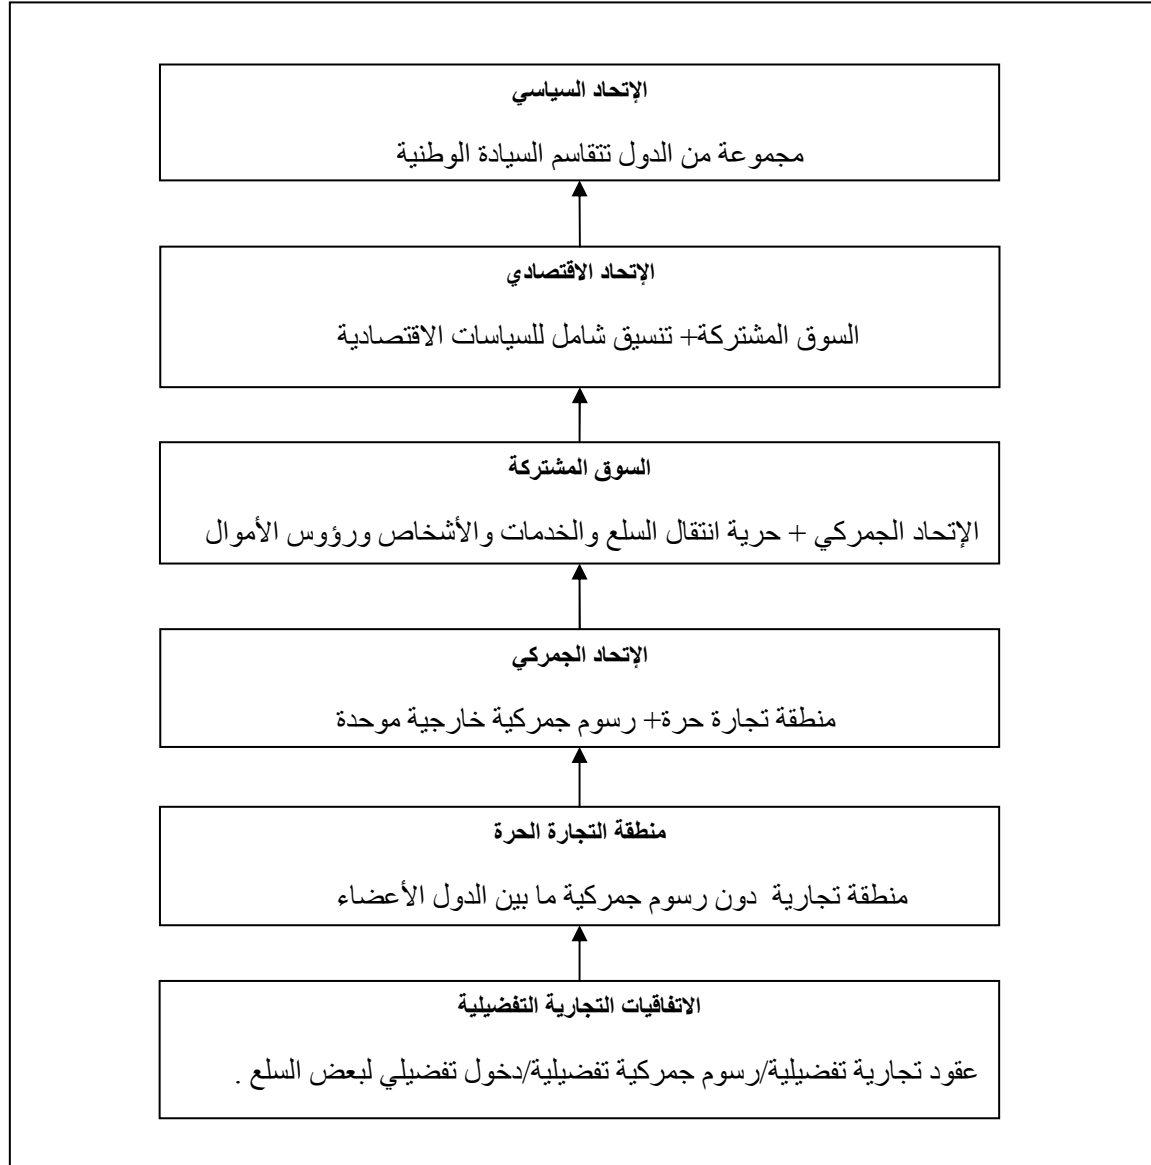 الإتحاد السياسي
مجموعة من الدول تتقاسم السيادة الوطنية
الإتحاد الاقتصادي
السوق المشتركة+ تنسيق شامل للسياسات الاقتصادية
السوق المشتركة
الإتحاد الجمركي + حرية انتقال السلع والخدمات والأشخاص ورؤوس الأموال
الإتحاد الجمركي
منطقة تجارة حرة+ رسوم جمركية خارجية موحدة
منطقة التجارة الحرة
منطقة تجارية دون رسوم جمركية ما بين الدول الأعضاء
الاتفاقيات التجارية التفضيلية
عقود تجارية تفضيلية/رسوم جمركية تفضيلية/دخول تفضيلي لبعض السلع .